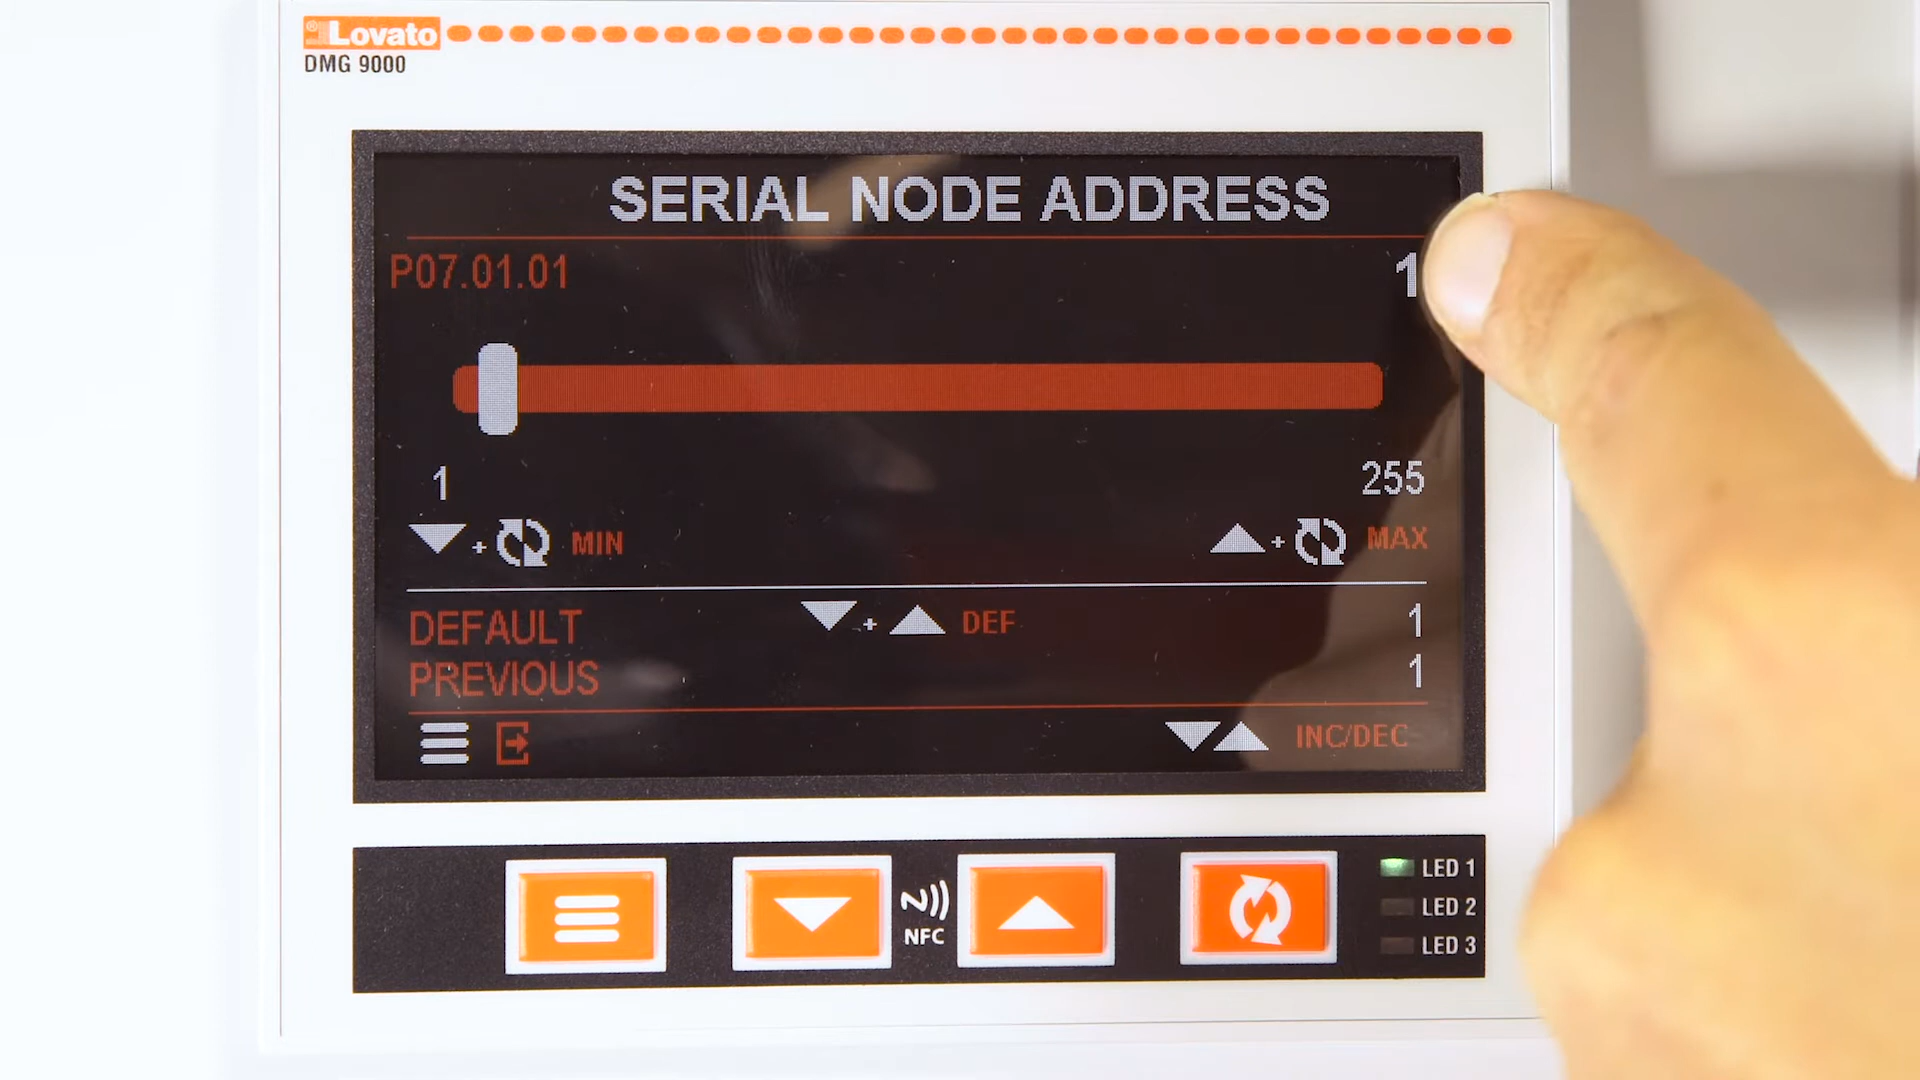 Lovato
DMG 9000
SERIAL NODE ADDRESS
P07.01.01 1
1 255
+ MIN + MAX
DEFAULT + DEF 1
PREVIOUS 1
INC/DEC
NFC
LED 1
LED 2
LED 3